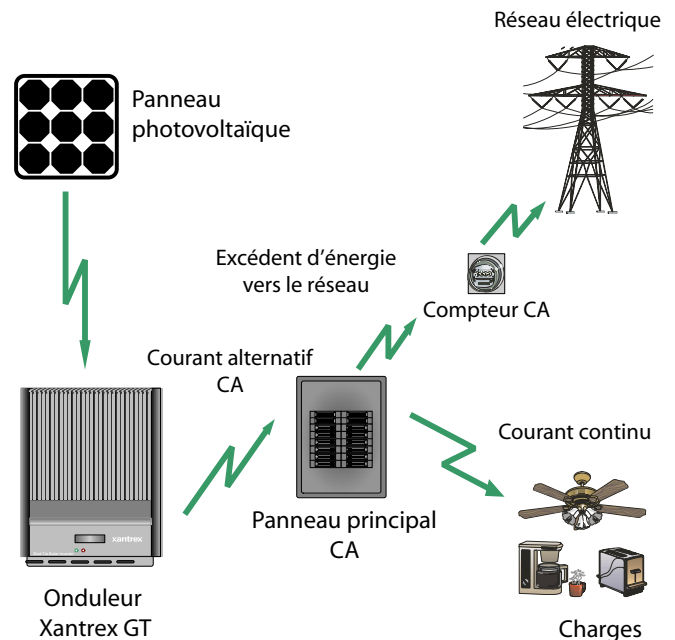 Réseau électrique
Panneau
photovoltaïque
Excédent d'énergie
vers le réseau
Compteur CA
Courant alternatif
CA
Courant continu
xantrex
Panneau principal
CA
Onduleur
Xantrex GT
Charges